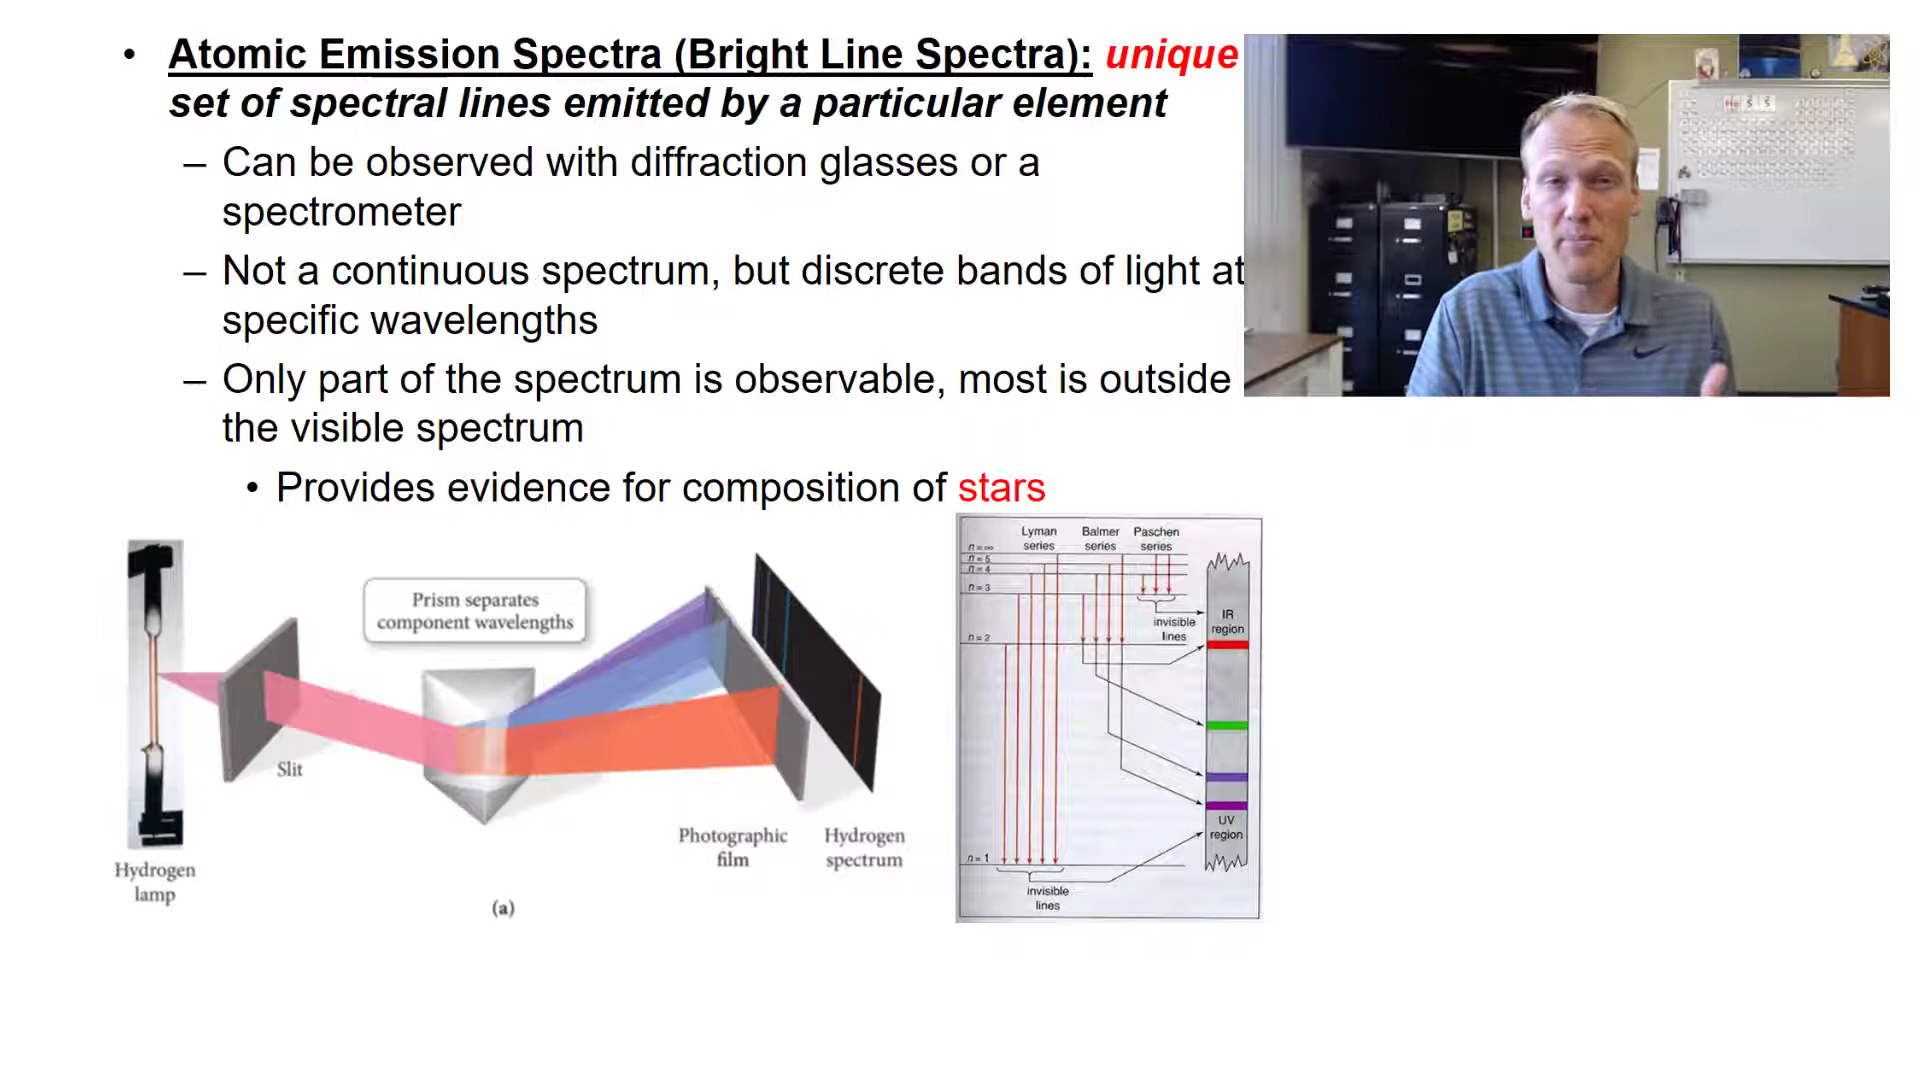 • Atomic Emission Spectra (Bright Line Spectra): unique
set of spectral lines emitted by a particular element
– Can be observed with diffraction glasses or a
spectrometer
– Not a continuous spectrum, but discrete bands of light at
specific wavelengths
– Only part of the spectrum is observable, most is outside
the visible spectrum
• Provides evidence for composition of stars
Prism separates
component wavelengths
Slit
Photographic
film
Hydrogen
spectrum
Hydrogen
lamp
(a)
Lyman
series
Balmer
series
Paschen
series
n = ∞
n = 5
n = 4
n = 3
n = 2
n = 1
invisible
lines
IR
region
UV
region
invisible
lines